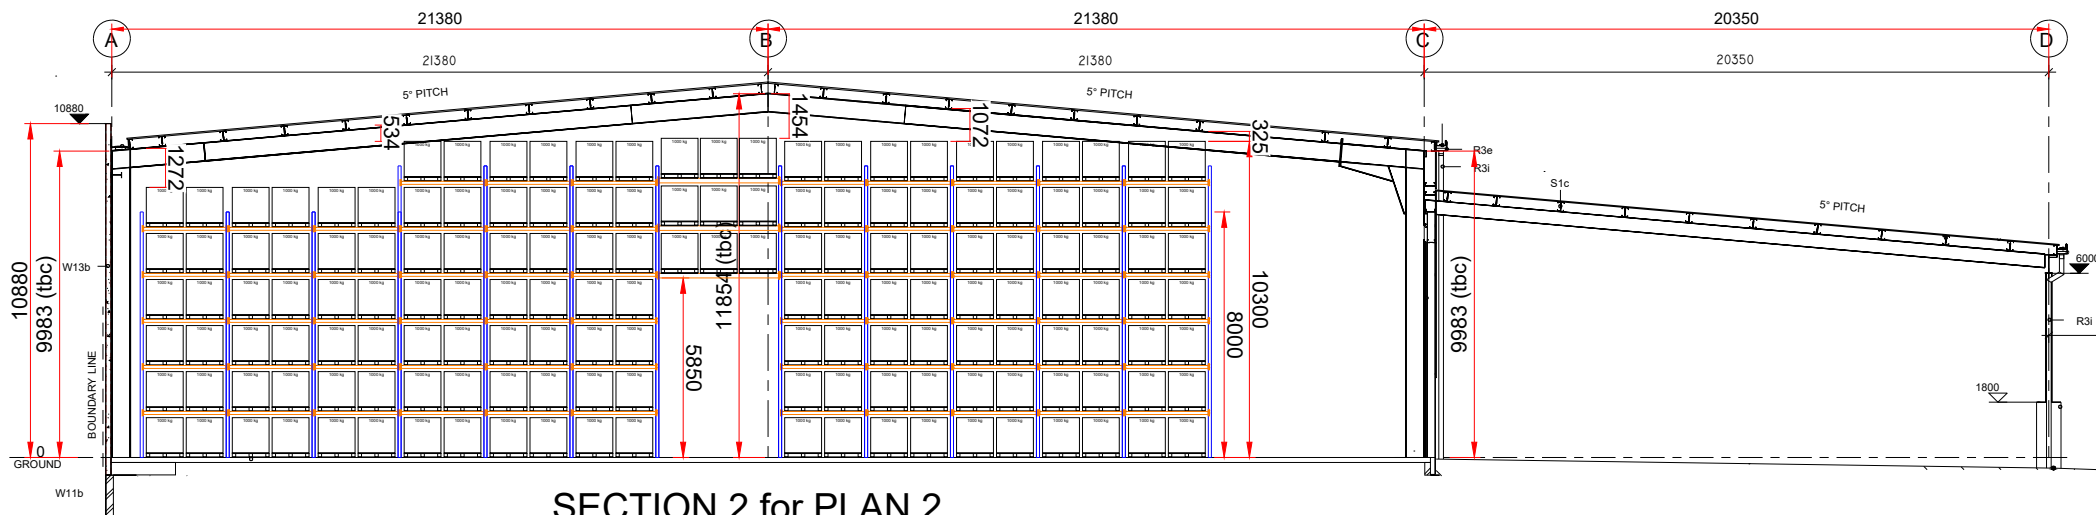 21380
21380
20350
A
B
C
D
21380
21380
20350
5° PITCH
5° PITCH
10880
534
1454
1072
325
1272
R3e
R3i
S1c
5° PITCH
W13b
10880
9983 (tbc)
11854 (tbc)
5850
10300
8000
9983 (tbc)
6000
R3i
1800
BOUNDARY LINE
0
GROUND
W11b
1000 kg
SECTION 2 for PLAN 2